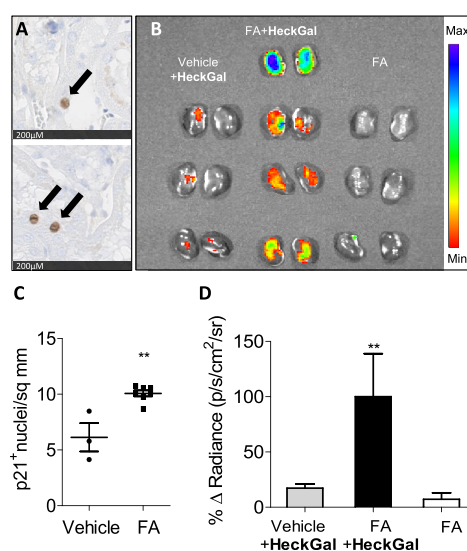 A
200µM
200µM
B
FA+HeckGal
Vehicle
+HeckGal
FA
Max
Min
C
p21+nuclei/sq mm
15
10
5
0
**
Vehicle
FA
D
% Δ Radiance (p/s/cm²/sr)
150
100
50
0
**
Vehicle
+HeckGal
FA
+HeckGal
FA